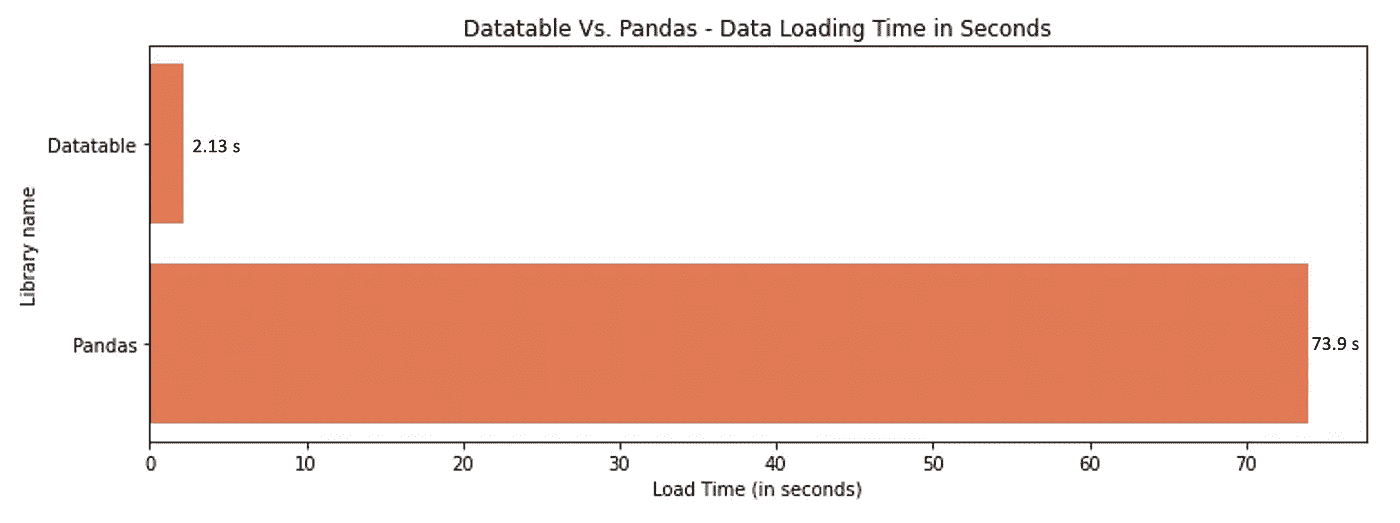 Datatable Vs. Pandas - Data Loading Time in Seconds
Library name
Datatable
2.13 s
Pandas
73.9 s
0 10 20 30 40 50 60 70
Load Time (in seconds)